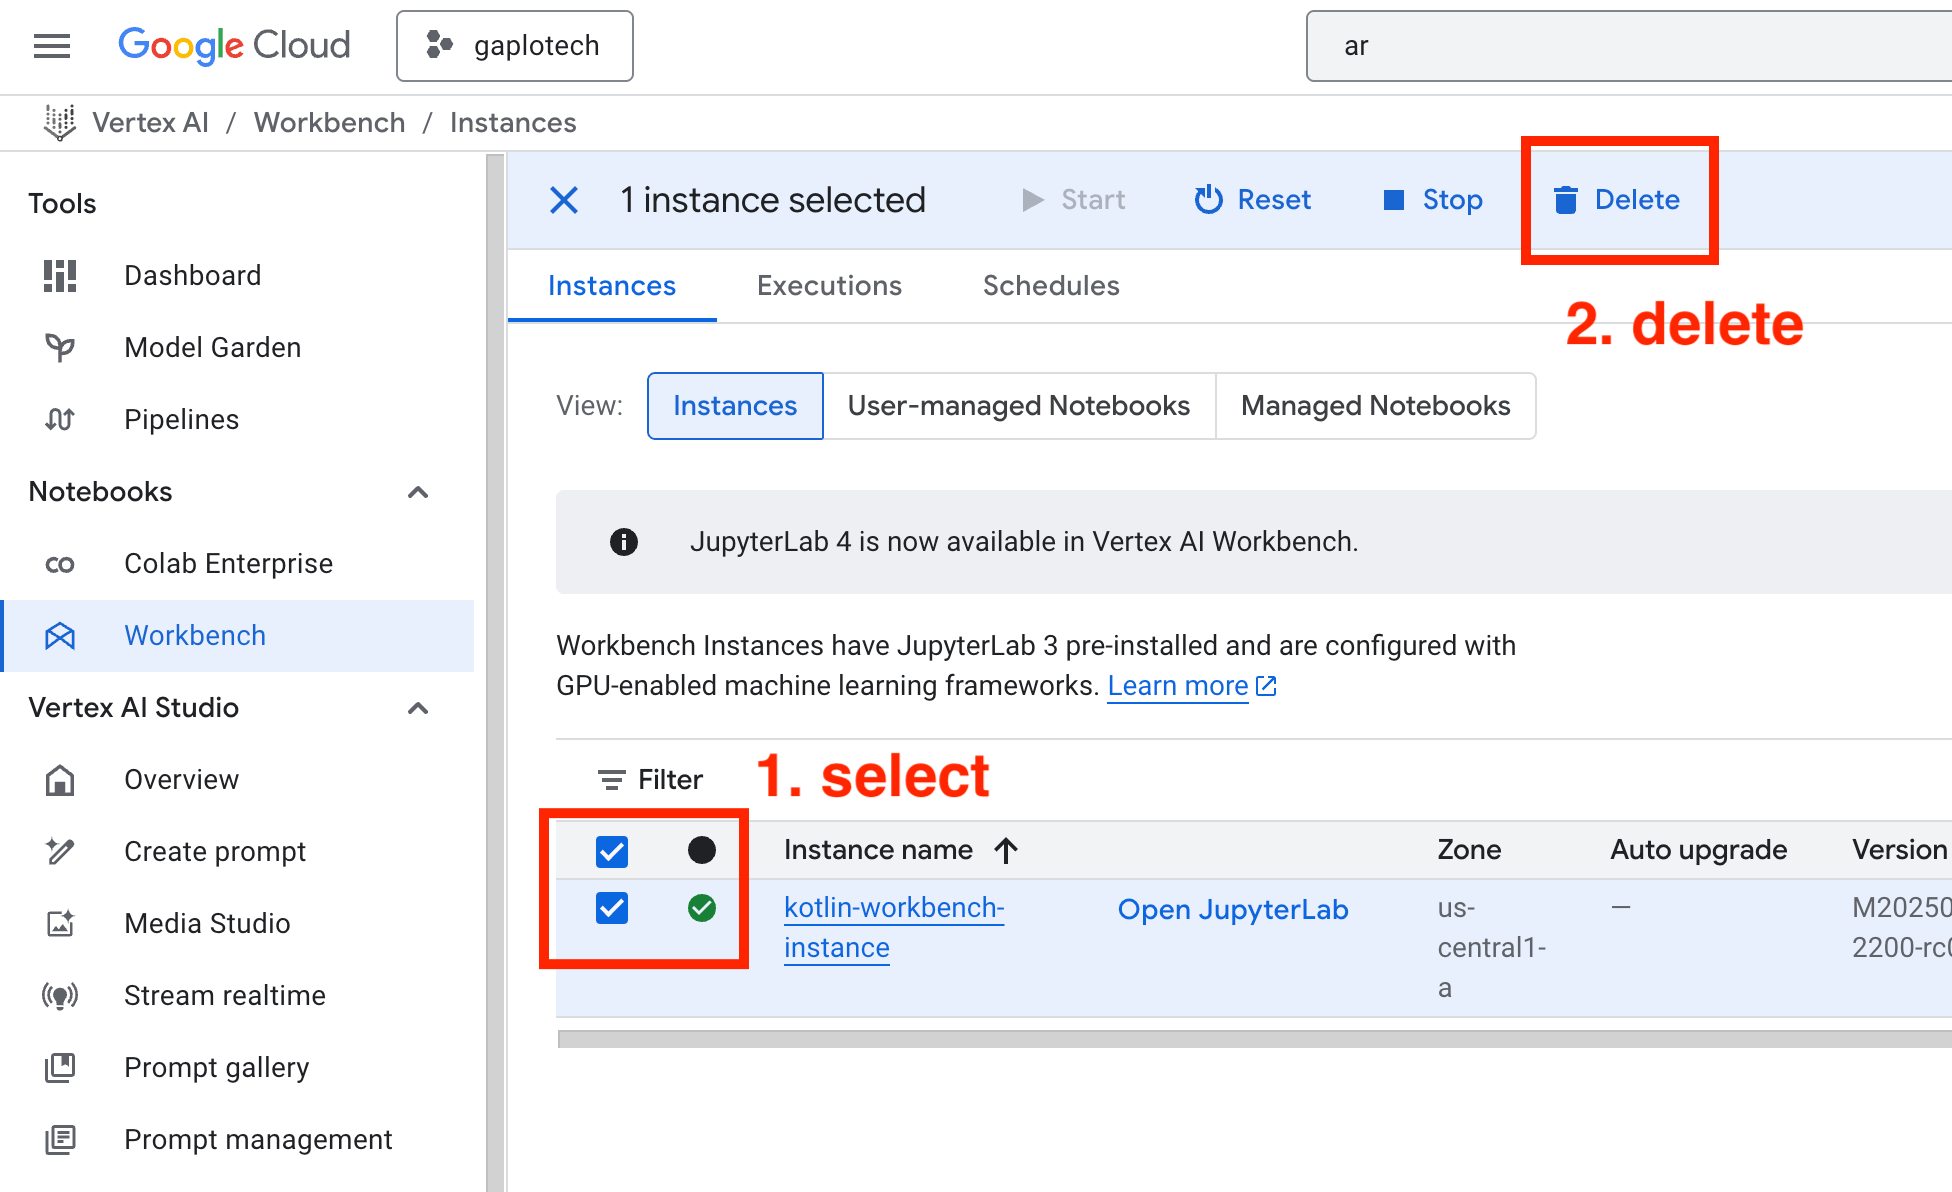 Google Cloud
gaplotech
ar
Vertex AI / Workbench / Instances
Tools
Dashboard
Model Garden
Pipelines
Notebooks
Colab Enterprise
Workbench
Vertex AI Studio
Overview
Create prompt
Media Studio
Stream realtime
Prompt gallery
Prompt management
1 instance selected
Start
Reset
Stop
Delete
2. delete
Instances
Executions
Schedules
View:
Instances
User-managed Notebooks
Managed Notebooks
JupyterLab 4 is now available in Vertex AI Workbench.
Workbench Instances have JupyterLab 3 pre-installed and are configured with
GPU-enabled machine learning frameworks. Learn more
Filter
1. select
Instance name
Zone
Auto upgrade
Version
kotlin-workbench-
instance
Open JupyterLab
us-
central1-
a
—
M20250
2200-rc0